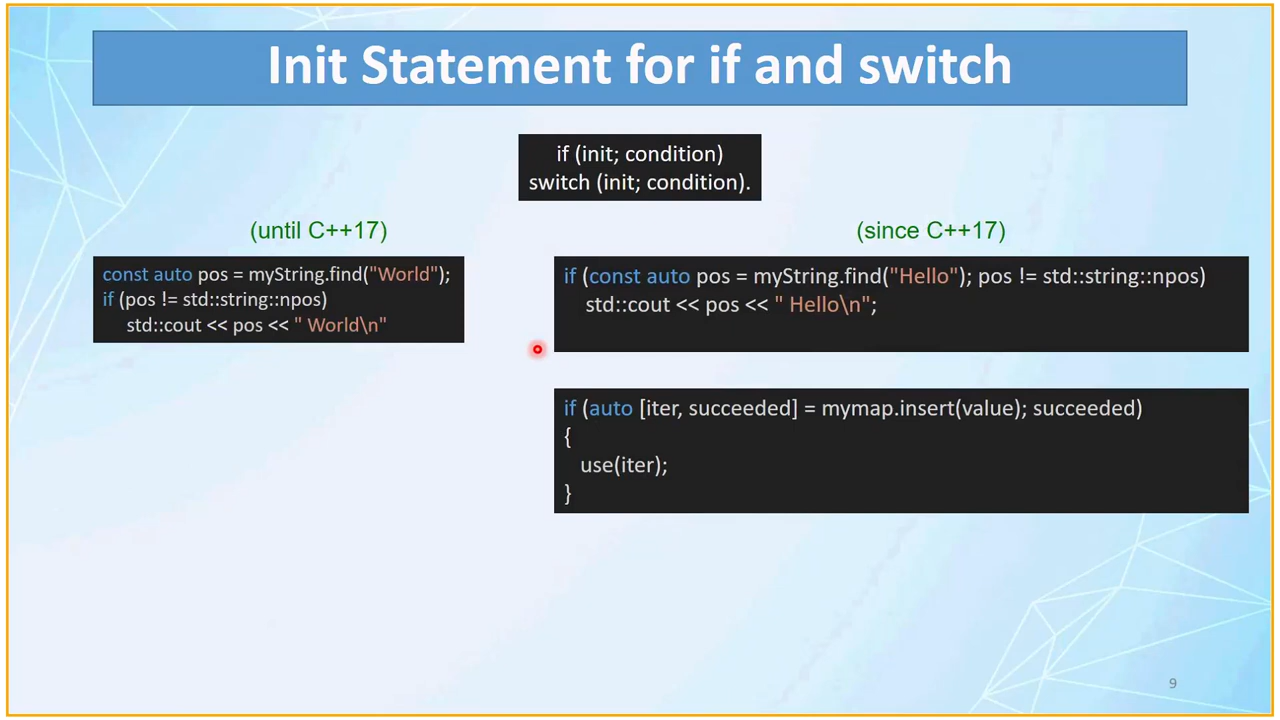 Init Statement for if and switch
if (init; condition)
switch (init; condition).
(until C++17)
const auto pos = myString.find("World");
if (pos != std::string::npos)
std::cout << pos << " World\n"
(since C++17)
if (const auto pos = myString.find("Hello"); pos != std::string::npos)
std::cout << pos << " Hello\n";
if (auto [iter, succeeded] = mymap.insert(value); succeeded)
{
use(iter);
}
9